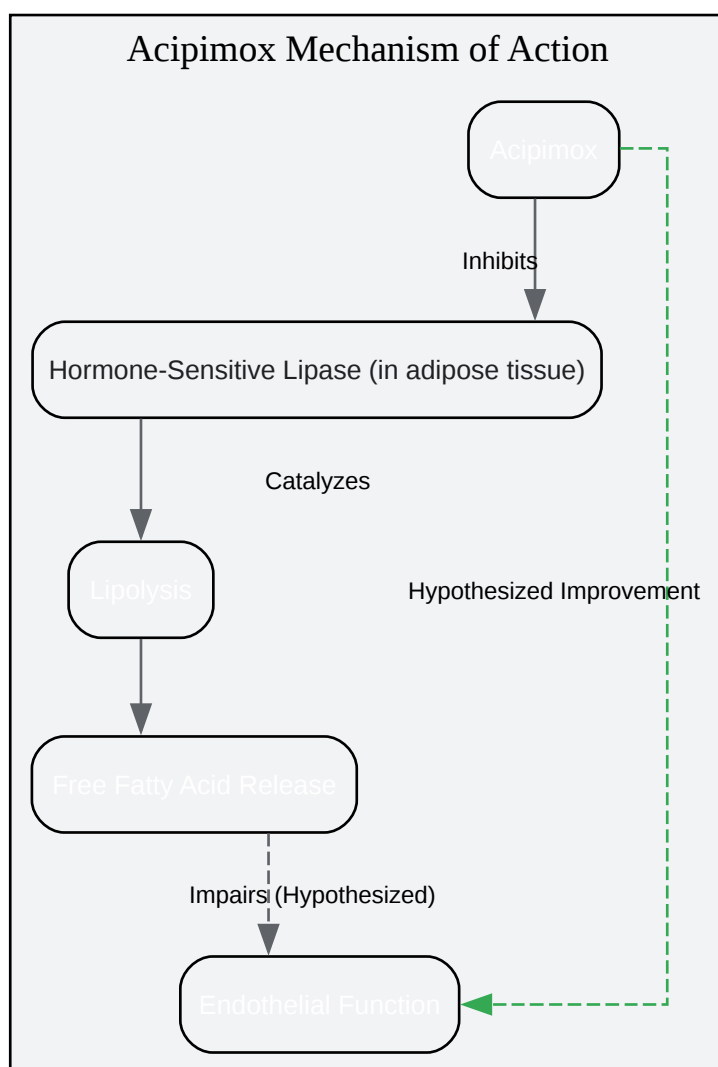 Acipimox Mechanism of Action
Acipimox
Inhibits
Hormone-Sensitive Lipase (in adipose tissue)
Catalyzes
Lipolysis
Hypothesized Improvement
Free Fatty Acid Release
Impairs (Hypothesized)
Endothelial Function